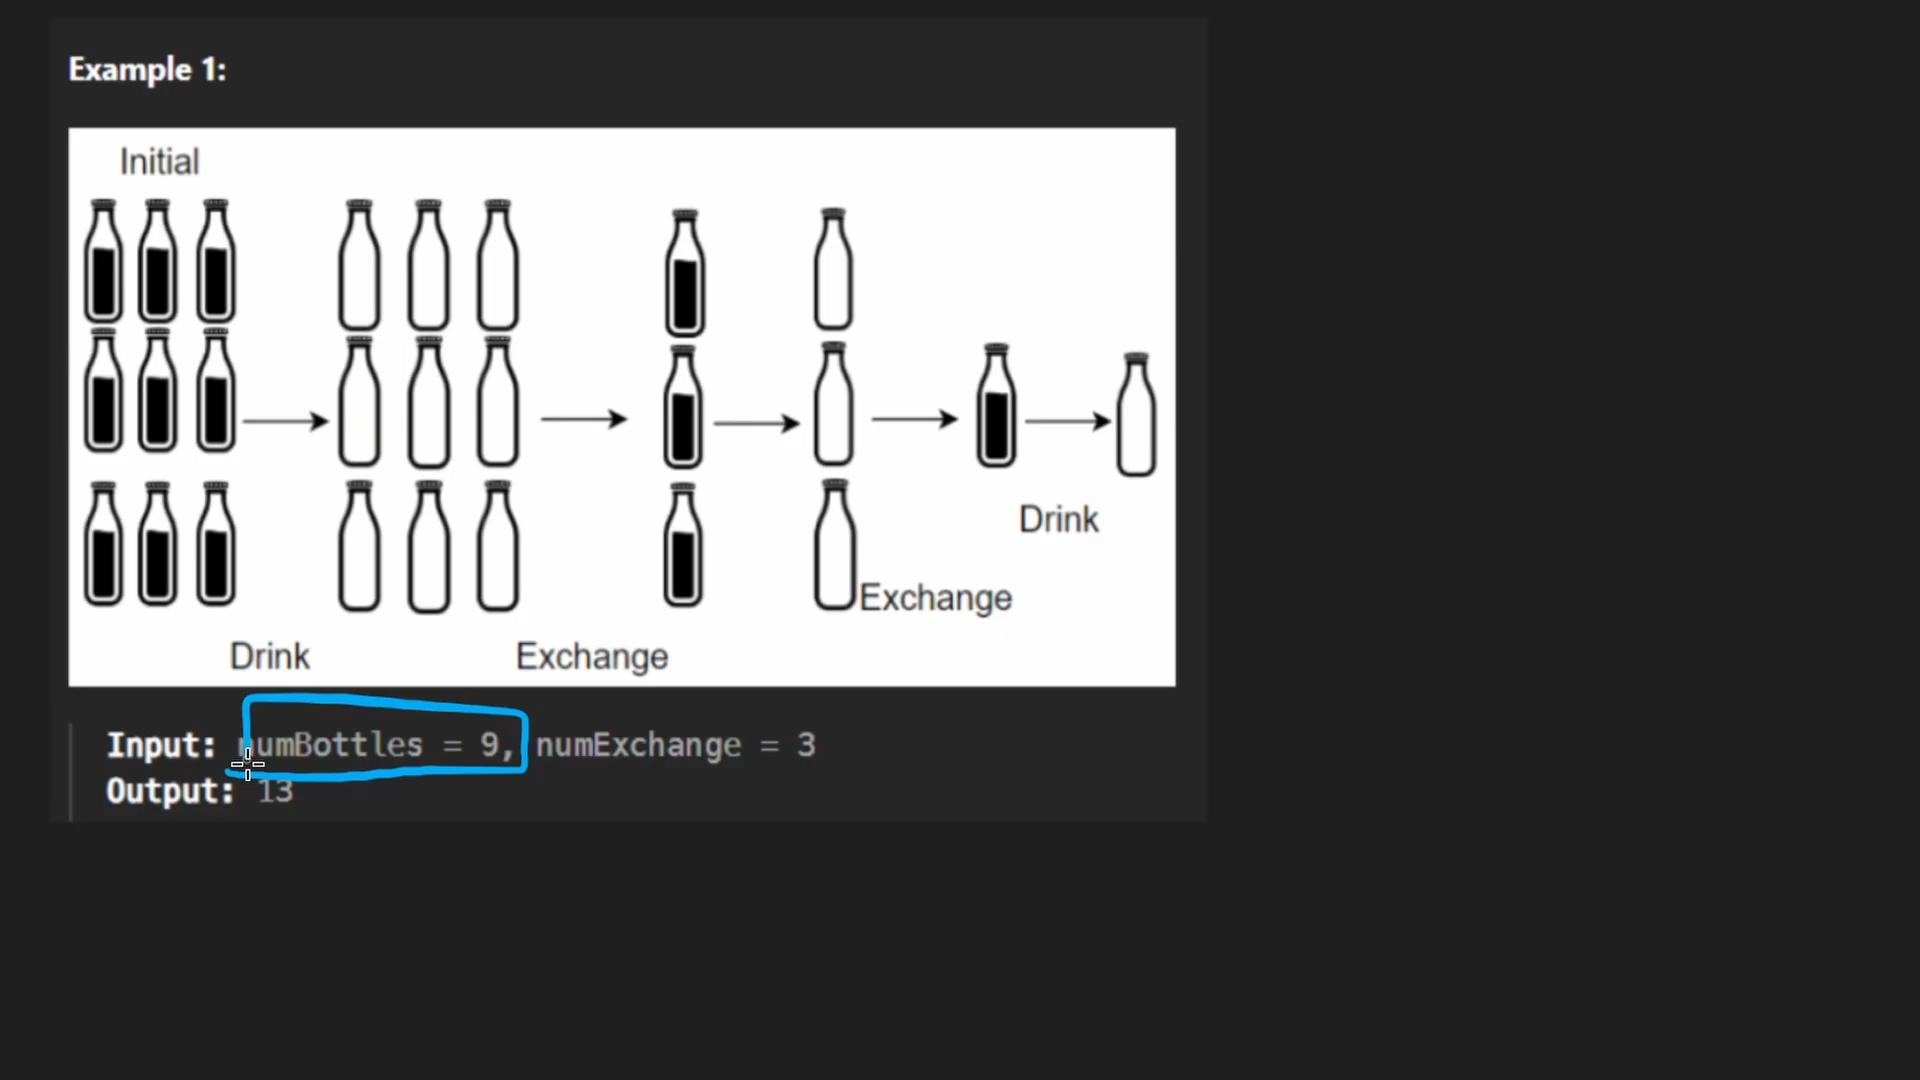 Example 1:
Initial
Drink
Exchange
Exchange
Drink
Input: numBottles = 9, numExchange = 3
Output: 13